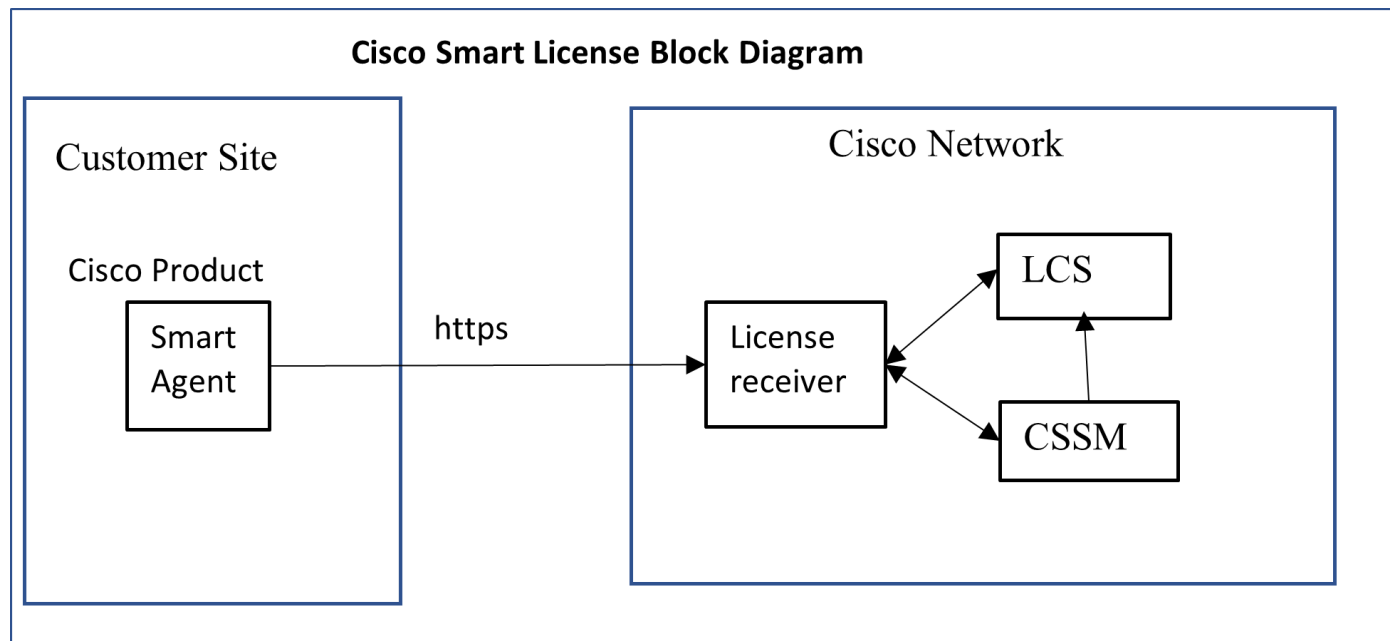 Cisco Smart License Block Diagram
Customer Site
Cisco Network
Cisco Product
Smart
Agent
https
License
receiver
LCS
CSSM